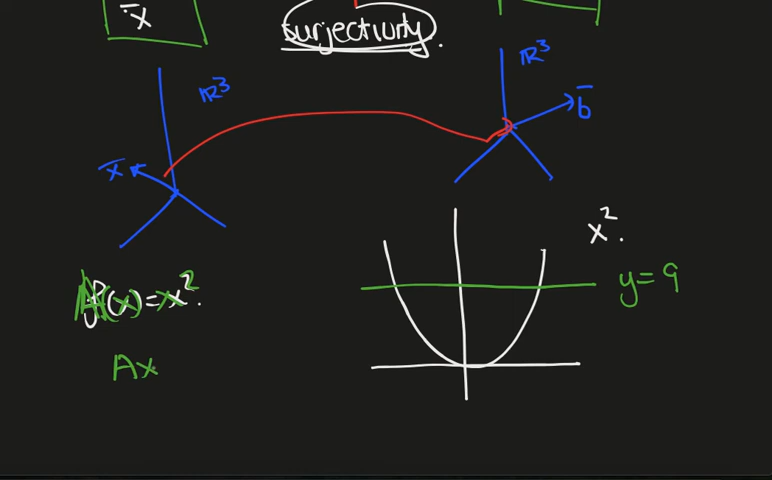 x̄
surjectivity.
ℝ³
ℝ³
b̄
x̄
x².
f(x)=x².
y=9
Ax